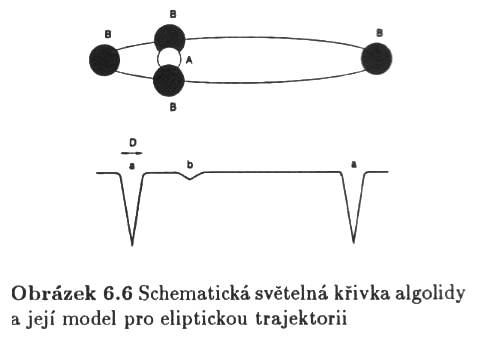 B
B
B
A
B
D
a
b
a
Obrázek 6.6 Schematická světelná křivka algolidy
a její model pro eliptickou trajektorii